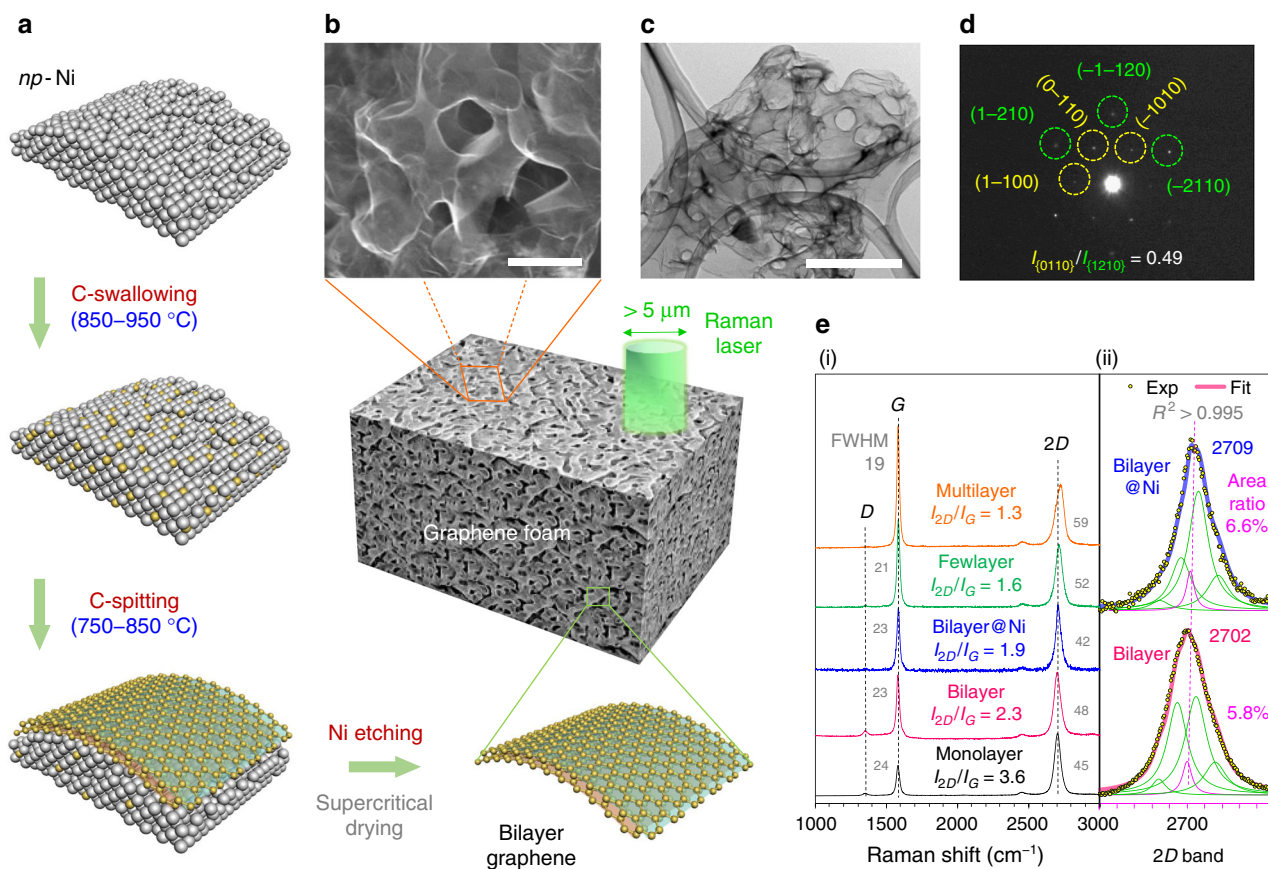 a
np-Ni
C-swallowing
(850–950 °C)
C-spitting
(750–850 °C)
Ni etching
Supercritical
drying
Bilayer
graphene
b
c
d
(–1–120)
(0–110)
(–1010)
(1–210)
(1–100)
(–2110)
I{0110}/I{1210} = 0.49
> 5 μm
Raman
laser
Graphene foam
e
(i)
G
FWHM
19
2D
D
Multilayer
I2D/IG = 1.3
59
21
Fewlayer
I2D/IG = 1.6
52
23
Bilayer@Ni
I2D/IG = 1.9
42
23
Bilayer
I2D/IG = 2.3
48
24
Monolayer
I2D/IG = 3.6
45
1000
1500
2000
2500
3000
Raman shift (cm−1)
(ii)
Exp
Fit
R2 > 0.995
2709
Bilayer
@Ni
Area
ratio
6.6%
2702
Bilayer
5.8%
2700
2D band